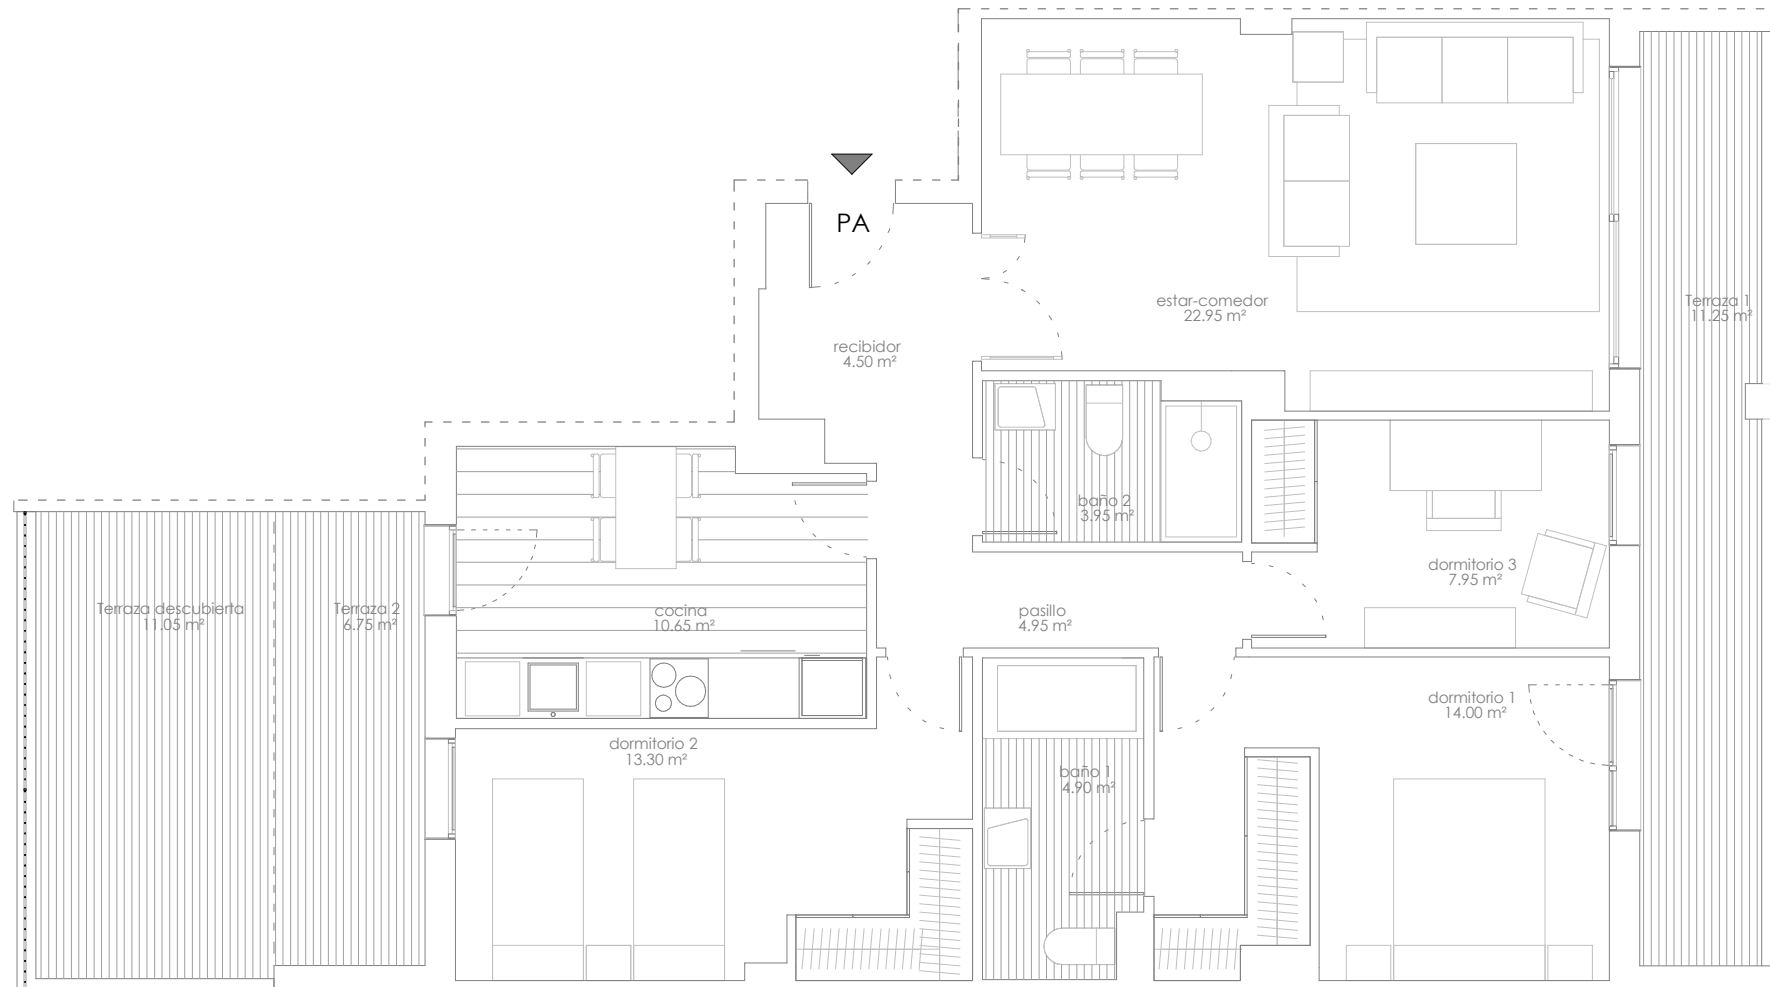 PA
estar-comedor
22.95 m²
Terraza 1
11.25 m²
recibidor
4.50 m²
baño 2
3.95 m²
dormitorio 3
7.95 m²
Terraza descubierta
11.05 m²
Terraza 2
6.75 m²
cocina
10.65 m²
pasillo
4.95 m²
dormitorio 1
14.00 m²
dormitorio 2
13.30 m²
baño 1
4.90 m²